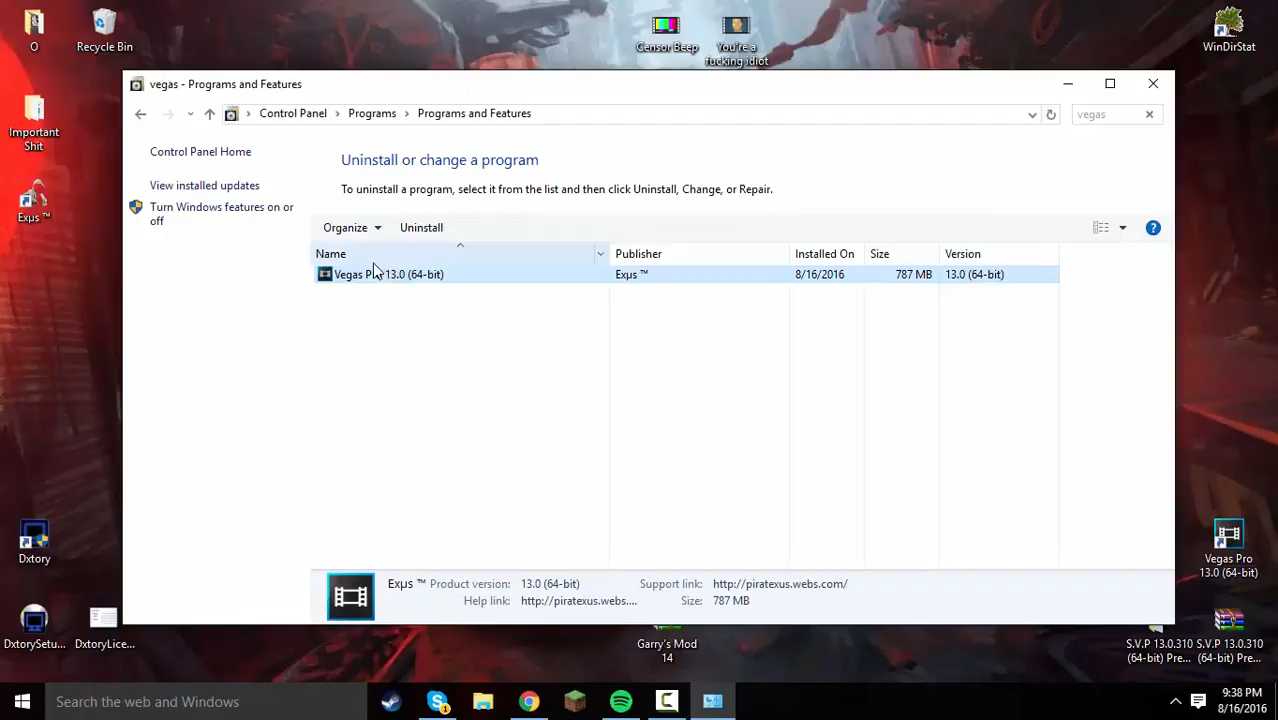 O
Recycle Bin
Censor Beep
You're a
fucking idiot
WinDirStat
Important
Shit
Exμs ™
vegas - Programs and Features
Control Panel
Programs
Programs and Features
vegas
Control Panel Home
View installed updates
Turn Windows features on or
off
Uninstall or change a program
To uninstall a program, select it from the list and then click Uninstall, Change, or Repair.
Organize
Uninstall
Name
Publisher
Installed On
Size
Version
Vegas Pro 13.0 (64-bit)
Exμs ™
8/16/2016
787 MB
13.0 (64-bit)
Exμs ™ Product version: 13.0 (64-bit)
Support link: http://piratexus.webs.com/
Help link: http://piratexus.webs....
Size: 787 MB
Dxtory
Vegas Pro
13.0 (64-bit)
DxtorySetu...
DxtoryLice...
Garry's Mod
14
S.V.P 13.0.310
(64-bit) Pre...
S.V.P 13.0.310
(64-bit) Pre...
Search the web and Windows
1
9:38 PM
8/16/2016